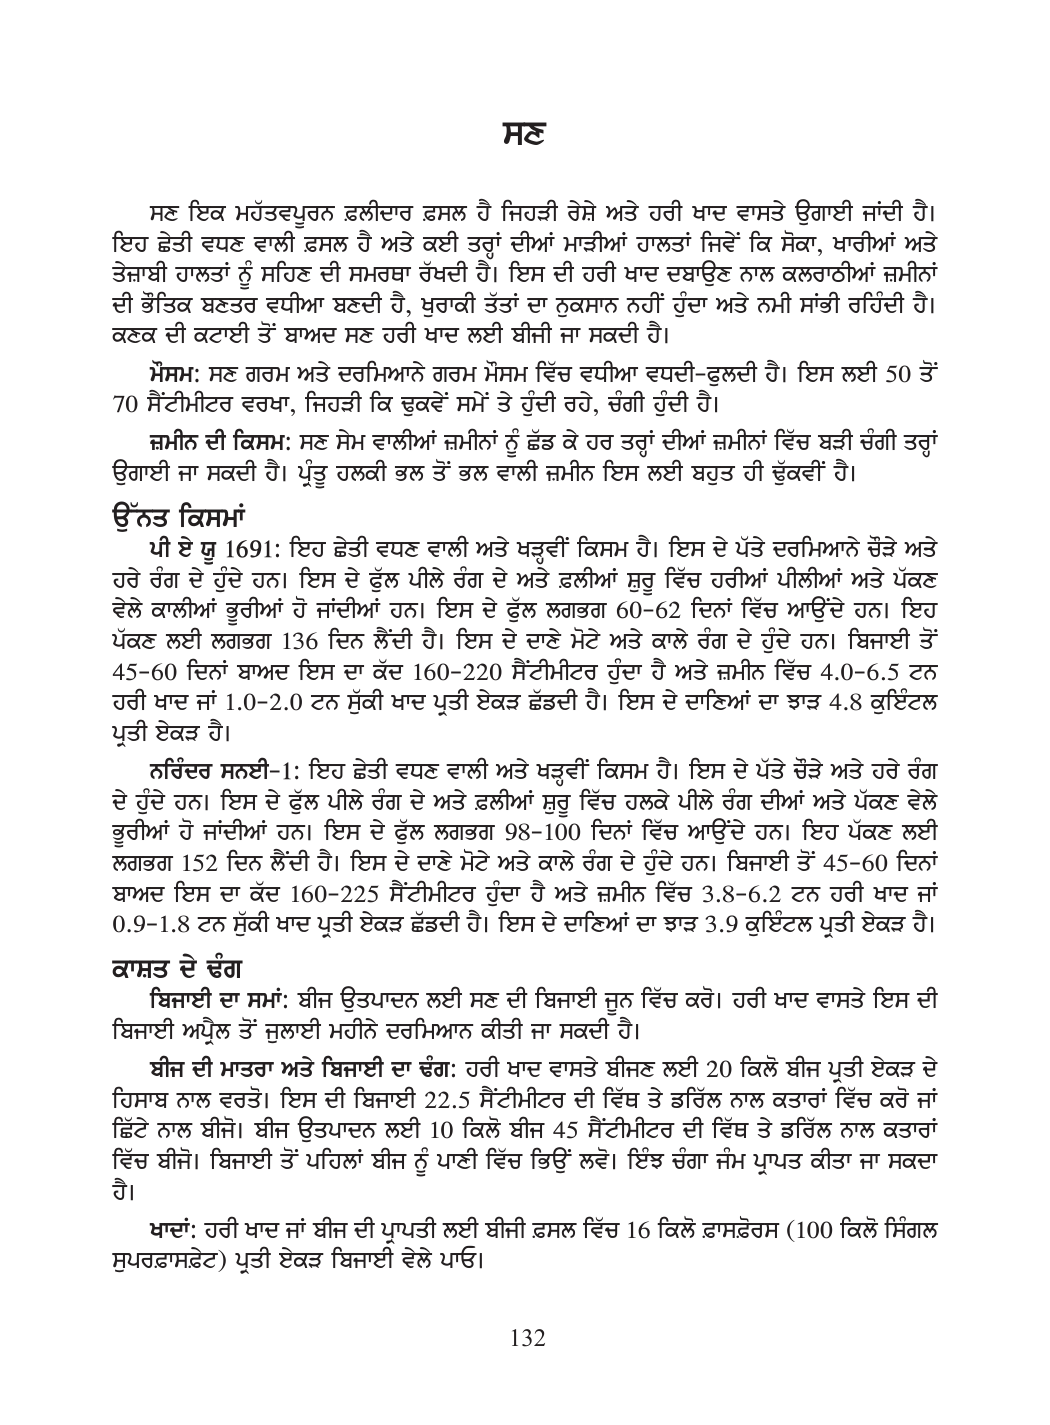 ਸਣ
ਸਣ ਇਕ ਮਹੱਤਵਪੂਰਨ ਫ਼ਲੀਦਾਰ ਫ਼ਸਲ ਹੈ ਜਿਹੜੀ ਰੇਸ਼ੇ ਅਤੇ ਹਰੀ ਖਾਦ ਵਾਸਤੇ ਉਗਾਈ ਜਾਂਦੀ ਹੈ।
ਇਹ ਛੇਤੀ ਵਧਣ ਵਾਲੀ ਫ਼ਸਲ ਹੈ ਅਤੇ ਕਈ ਤਰ੍ਹਾਂ ਦੀਆਂ ਮਾੜੀਆਂ ਹਾਲਤਾਂ ਜਿਵੇਂ ਕਿ ਸੋਕਾ, ਖਾਰੀਆਂ ਅਤੇ
ਤੇਜ਼ਾਬੀ ਹਾਲਤਾਂ ਨੂੰ ਸਹਿਣ ਦੀ ਸਮਰਥਾ ਰੱਖਦੀ ਹੈ। ਇਸ ਦੀ ਹਰੀ ਖਾਦ ਦਬਾਉਣ ਨਾਲ ਕਲਰਾਠੀਆਂ ਜ਼ਮੀਨਾਂ
ਦੀ ਭੌਤਿਕ ਬਣਤਰ ਵਧੀਆ ਬਣਦੀ ਹੈ, ਖੁਰਾਕੀ ਤੱਤਾਂ ਦਾ ਨੁਕਸਾਨ ਨਹੀਂ ਹੁੰਦਾ ਅਤੇ ਨਮੀ ਸਾਂਭੀ ਰਹਿੰਦੀ ਹੈ।
ਕਣਕ ਦੀ ਕਟਾਈ ਤੋਂ ਬਾਅਦ ਸਣ ਹਰੀ ਖਾਦ ਲਈ ਬੀਜੀ ਜਾ ਸਕਦੀ ਹੈ।
ਮੌਸਮ: ਸਣ ਗਰਮ ਅਤੇ ਦਰਮਿਆਨੇ ਗਰਮ ਮੌਸਮ ਵਿੱਚ ਵਧੀਆ ਵਧਦੀ-ਫੁਲਦੀ ਹੈ। ਇਸ ਲਈ 50 ਤੋਂ
70 ਸੈਂਟੀਮੀਟਰ ਵਰਖਾ, ਜਿਹੜੀ ਕਿ ਢੁਕਵੇਂ ਸਮੇਂ ਤੇ ਹੁੰਦੀ ਰਹੇ, ਚੰਗੀ ਹੁੰਦੀ ਹੈ।
ਜ਼ਮੀਨ ਦੀ ਕਿਸਮ: ਸਣ ਸੇਮ ਵਾਲੀਆਂ ਜ਼ਮੀਨਾਂ ਨੂੰ ਛੱਡ ਕੇ ਹਰ ਤਰ੍ਹਾਂ ਦੀਆਂ ਜ਼ਮੀਨਾਂ ਵਿੱਚ ਬੜੀ ਚੰਗੀ ਤਰ੍ਹਾਂ
ਉਗਾਈ ਜਾ ਸਕਦੀ ਹੈ। ਪ੍ਰੰਤੂ ਹਲਕੀ ਭਲ ਤੋਂ ਭਲ ਵਾਲੀ ਜ਼ਮੀਨ ਇਸ ਲਈ ਬਹੁਤ ਹੀ ਢੁੱਕਵੀਂ ਹੈ।
ਉੱਨਤ ਕਿਸਮਾਂ
ਪੀ ਏ ਯੂ 1691: ਇਹ ਛੇਤੀ ਵਧਣ ਵਾਲੀ ਅਤੇ ਖੜ੍ਹਵੀਂ ਕਿਸਮ ਹੈ। ਇਸ ਦੇ ਪੱਤੇ ਦਰਮਿਆਨੇ ਚੌੜੇ ਅਤੇ
ਹਰੇ ਰੰਗ ਦੇ ਹੁੰਦੇ ਹਨ। ਇਸ ਦੇ ਫੁੱਲ ਪੀਲੇ ਰੰਗ ਦੇ ਅਤੇ ਫ਼ਲੀਆਂ ਸ਼ੁਰੂ ਵਿੱਚ ਹਰੀਆਂ ਪੀਲੀਆਂ ਅਤੇ ਪੱਕਣ
ਵੇਲੇ ਕਾਲੀਆਂ ਭੂਰੀਆਂ ਹੋ ਜਾਂਦੀਆਂ ਹਨ। ਇਸ ਦੇ ਫੁੱਲ ਲਗਭਗ 60-62 ਦਿਨਾਂ ਵਿੱਚ ਆਉਂਦੇ ਹਨ। ਇਹ
ਪੱਕਣ ਲਈ ਲਗਭਗ 136 ਦਿਨ ਲੈਂਦੀ ਹੈ। ਇਸ ਦੇ ਦਾਣੇ ਮੋਟੇ ਅਤੇ ਕਾਲੇ ਰੰਗ ਦੇ ਹੁੰਦੇ ਹਨ। ਬਿਜਾਈ ਤੋਂ
45-60 ਦਿਨਾਂ ਬਾਅਦ ਇਸ ਦਾ ਕੱਦ 160-220 ਸੈਂਟੀਮੀਟਰ ਹੁੰਦਾ ਹੈ ਅਤੇ ਜ਼ਮੀਨ ਵਿੱਚ 4.0-6.5 ਟਨ
ਹਰੀ ਖਾਦ ਜਾਂ 1.0-2.0 ਟਨ ਸੁੱਕੀ ਖਾਦ ਪ੍ਰਤੀ ਏਕੜ ਛੱਡਦੀ ਹੈ। ਇਸ ਦੇ ਦਾਣਿਆਂ ਦਾ ਝਾੜ 4.8 ਕੁਇੰਟਲ
ਪ੍ਰਤੀ ਏਕੜ ਹੈ।
ਨਰਿੰਦਰ ਸਨਈ-1: ਇਹ ਛੇਤੀ ਵਧਣ ਵਾਲੀ ਅਤੇ ਖੜ੍ਹਵੀਂ ਕਿਸਮ ਹੈ। ਇਸ ਦੇ ਪੱਤੇ ਚੌੜੇ ਅਤੇ ਹਰੇ ਰੰਗ
ਦੇ ਹੁੰਦੇ ਹਨ। ਇਸ ਦੇ ਫੁੱਲ ਪੀਲੇ ਰੰਗ ਦੇ ਅਤੇ ਫ਼ਲੀਆਂ ਸ਼ੁਰੂ ਵਿੱਚ ਹਲਕੇ ਪੀਲੇ ਰੰਗ ਦੀਆਂ ਅਤੇ ਪੱਕਣ ਵੇਲੇ
ਭੂਰੀਆਂ ਹੋ ਜਾਂਦੀਆਂ ਹਨ। ਇਸ ਦੇ ਫੁੱਲ ਲਗਭਗ 98-100 ਦਿਨਾਂ ਵਿੱਚ ਆਉਂਦੇ ਹਨ। ਇਹ ਪੱਕਣ ਲਈ
ਲਗਭਗ 152 ਦਿਨ ਲੈਂਦੀ ਹੈ। ਇਸ ਦੇ ਦਾਣੇ ਮੋਟੇ ਅਤੇ ਕਾਲੇ ਰੰਗ ਦੇ ਹੁੰਦੇ ਹਨ। ਬਿਜਾਈ ਤੋਂ 45-60 ਦਿਨਾਂ
ਬਾਅਦ ਇਸ ਦਾ ਕੱਦ 160-225 ਸੈਂਟੀਮੀਟਰ ਹੁੰਦਾ ਹੈ ਅਤੇ ਜ਼ਮੀਨ ਵਿੱਚ 3.8-6.2 ਟਨ ਹਰੀ ਖਾਦ ਜਾਂ
0.9-1.8 ਟਨ ਸੁੱਕੀ ਖਾਦ ਪ੍ਰਤੀ ਏਕੜ ਛੱਡਦੀ ਹੈ। ਇਸ ਦੇ ਦਾਣਿਆਂ ਦਾ ਝਾੜ 3.9 ਕੁਇੰਟਲ ਪ੍ਰਤੀ ਏਕੜ ਹੈ।
ਕਾਸ਼ਤ ਦੇ ਢੰਗ
ਬਿਜਾਈ ਦਾ ਸਮਾਂ: ਬੀਜ ਉਤਪਾਦਨ ਲਈ ਸਣ ਦੀ ਬਿਜਾਈ ਜੂਨ ਵਿੱਚ ਕਰੋ। ਹਰੀ ਖਾਦ ਵਾਸਤੇ ਇਸ ਦੀ
ਬਿਜਾਈ ਅਪ੍ਰੈਲ ਤੋਂ ਜੁਲਾਈ ਮਹੀਨੇ ਦਰਮਿਆਨ ਕੀਤੀ ਜਾ ਸਕਦੀ ਹੈ।
ਬੀਜ ਦੀ ਮਾਤਰਾ ਅਤੇ ਬਿਜਾਈ ਦਾ ਢੰਗ: ਹਰੀ ਖਾਦ ਵਾਸਤੇ ਬੀਜਣ ਲਈ 20 ਕਿਲੋ ਬੀਜ ਪ੍ਰਤੀ ਏਕੜ ਦੇ
ਹਿਸਾਬ ਨਾਲ ਵਰਤੋ। ਇਸ ਦੀ ਬਿਜਾਈ 22.5 ਸੈਂਟੀਮੀਟਰ ਦੀ ਵਿੱਥ ਤੇ ਡਰਿੱਲ ਨਾਲ ਕਤਾਰਾਂ ਵਿੱਚ ਕਰੋ ਜਾਂ
ਛਿੱਟੇ ਨਾਲ ਬੀਜੋ। ਬੀਜ ਉਤਪਾਦਨ ਲਈ 10 ਕਿਲੋ ਬੀਜ 45 ਸੈਂਟੀਮੀਟਰ ਦੀ ਵਿੱਥ ਤੇ ਡਰਿੱਲ ਨਾਲ ਕਤਾਰਾਂ
ਵਿੱਚ ਬੀਜੋ। ਬਿਜਾਈ ਤੋਂ ਪਹਿਲਾਂ ਬੀਜ ਨੂੰ ਪਾਣੀ ਵਿੱਚ ਭਿਉਂ ਲਵੋ। ਇੰਝ ਚੰਗਾ ਜੰਮ ਪ੍ਰਾਪਤ ਕੀਤਾ ਜਾ ਸਕਦਾ
ਹੈ।
ਖਾਦਾਂ: ਹਰੀ ਖਾਦ ਜਾਂ ਬੀਜ ਦੀ ਪ੍ਰਾਪਤੀ ਲਈ ਬੀਜੀ ਫ਼ਸਲ ਵਿੱਚ 16 ਕਿਲੋ ਫ਼ਾਸਫ਼ੋਰਸ (100 ਕਿਲੋ ਸਿੰਗਲ
ਸੁਪਰਫ਼ਾਸਫ਼ੇਟ) ਪ੍ਰਤੀ ਏਕੜ ਬਿਜਾਈ ਵੇਲੇ ਪਾਓ।
132